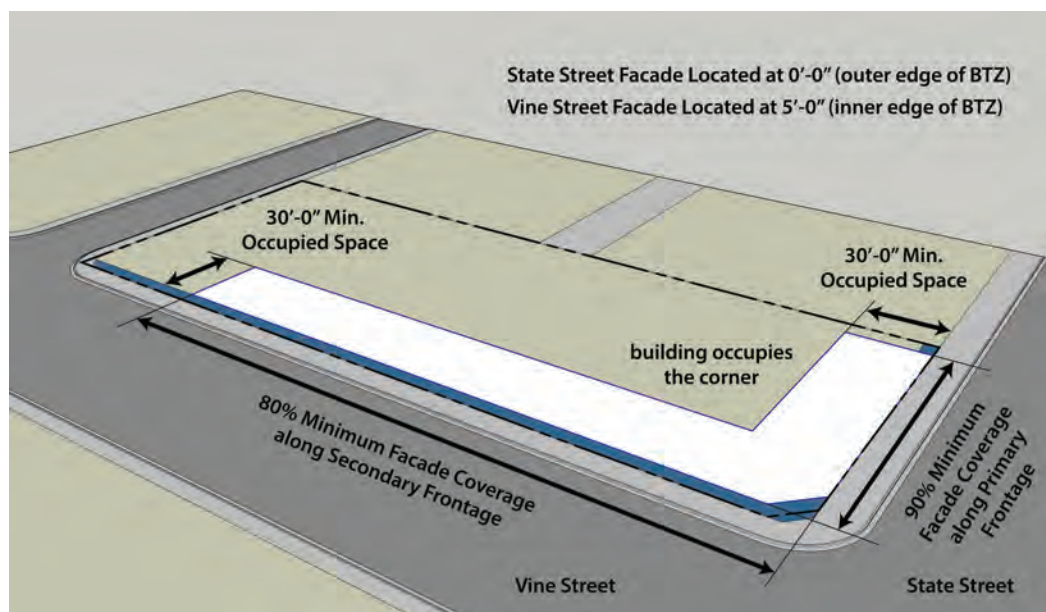 State Street Facade Located at 0'-0" (outer edge of BTZ)
Vine Street Facade Located at 5'-0" (inner edge of BTZ)
30'-0" Min.
Occupied Space
30'-0" Min.
Occupied Space
building occupies
the corner
80% Minimum Facade Coverage
along Secondary Frontage
90% Minimum
Facade Coverage
along Primary
Frontage
Vine Street
State Street